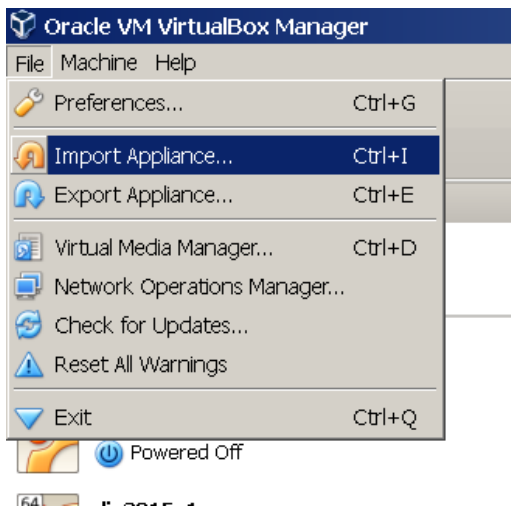 Oracle VM VirtualBox Manager
File Machine Help
Preferences... Ctrl+G
Import Appliance... Ctrl+I
Export Appliance... Ctrl+E
Virtual Media Manager... Ctrl+D
Network Operations Manager...
Check for Updates...
Reset All Warnings
Exit Ctrl+Q
Powered Off
64